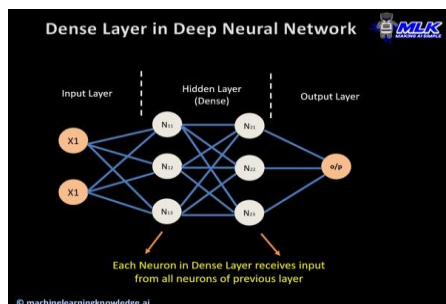 Dense Layer in Deep Neural Network
MLK
MAKING AI SIMPLE
Input Layer
Hidden Layer
(Dense)
Output Layer
X1
X1
N₁₁
N₁₂
N₁₃
N₂₁
N₂₂
N₂₃
o/p
Each Neuron in Dense Layer receives input
from all neurons of previous layer
© machinelearningknowledge.ai